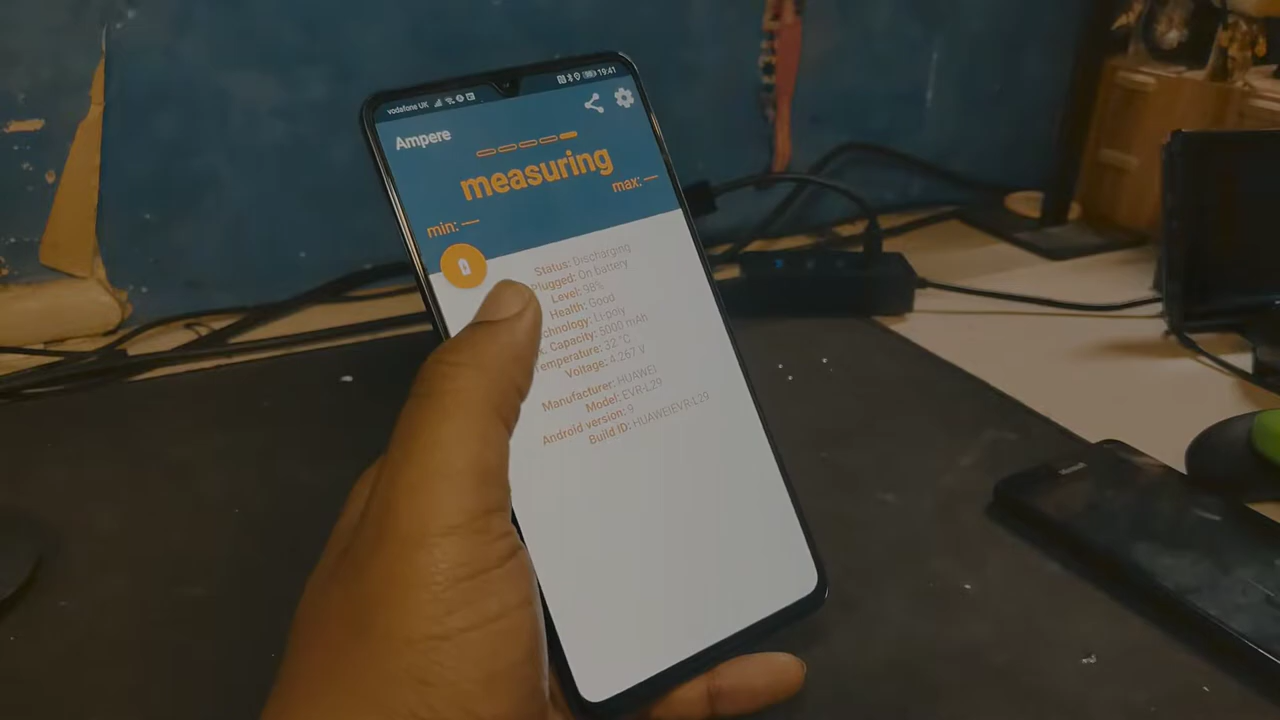 vodafone UK
19:41
Ampere
measuring
min: —
max: —
Status: Discharging
Plugged: On battery
Level: 98%
Health: Good
chnology: Li-poly
x. Capacity: 5000 mAh
Temperature: 32 °C
Voltage: 4.267 V
Manufacturer: HUAWEI
Model: EVR-L29
Android version: 9
Build ID: HUAWEIEVR-L29
Microsoft